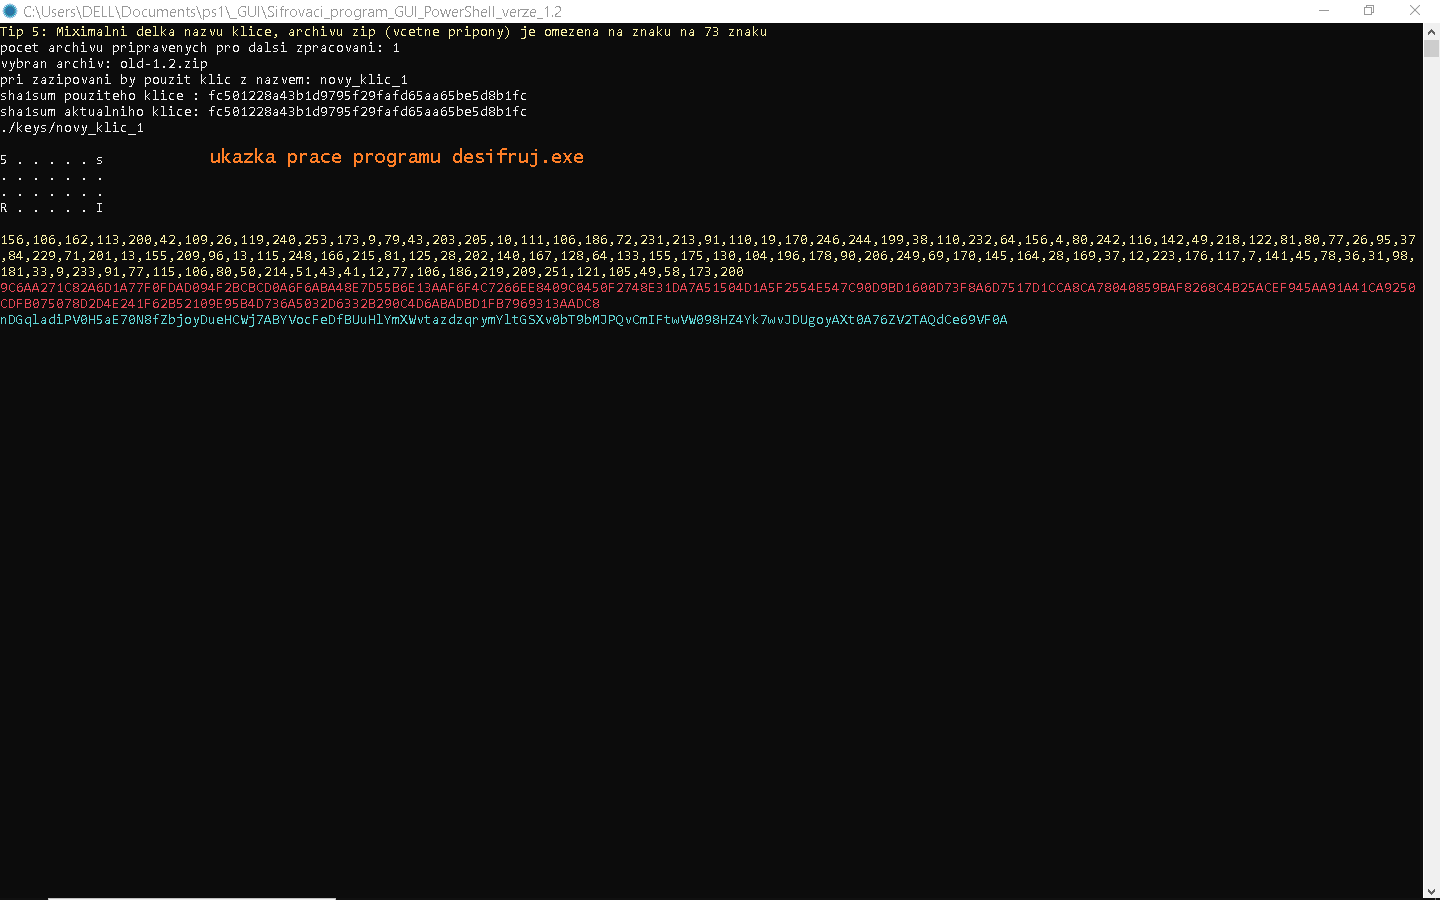 C:\Users\DELL\Documents\ps1\_GUI\Sifrovaci_program_GUI_PowerShell_verze_1.2
Tip 5: Miximalni delka nazvu klice, archivu zip (vcetne pripony) je omezena na znaku na 73 znaku
pocet archivu pripravenych pro dalsi zpracovani: 1
vybran archiv: old-1.2.zip
pri zazipovani by pouzit klic z nazvem: novy_klic_1
sha1sum pouziteho klice : fc501228a43b1d9795f29fafd65aa65be5d8b1fc
sha1sum aktualniho klice: fc501228a43b1d9795f29fafd65aa65be5d8b1fc
./keys/novy_klic_1
5 . . . . . s
ukazka prace programu desifruj.exe
. . . . . . .
. . . . . . .
R . . . . . I
156,106,162,113,200,42,109,26,119,240,253,173,9,79,43,203,205,10,111,106,186,72,231,213,91,110,19,170,246,244,199,38,110,232,64,156,4,80,242,116,142,49,218,122,81,80,77,26,95,37
,84,229,71,201,13,155,209,96,13,115,248,166,215,81,125,28,202,140,167,128,64,133,155,175,130,104,196,178,90,206,249,69,170,145,164,28,169,37,12,223,176,117,7,141,45,78,36,31,98,
181,33,9,233,91,77,115,106,80,50,214,51,43,41,12,77,106,186,219,209,251,121,105,49,58,173,200
9C6AA271C82A6D1A77F0FDAD094F2BCBCD0A6F6ABA48E7D55B6E13AAF6F4C7266EE8409C0450F2748E31DA7A51504D1A5F2554E547C90D9BD1600D73F8A6D7517D1CCA8CA78040859BAF8268C4B25ACEF945AA91A41CA9250
CDFB075078D2D4E241F62B52109E95B4D736A5032D6332B290C4D6ABADBD1FB7969313AADC8
nDGqladiPV0H5aE70N8fZbjoyDueHCWj7ABYVocFeDfBUuHlYmXWvtazdzqrymYltGSXv0bT9bMJPQvCmIFtwVW098HZ4Yk7wvJDUgoyAXt0A76ZV2TAQdCe69VF0A